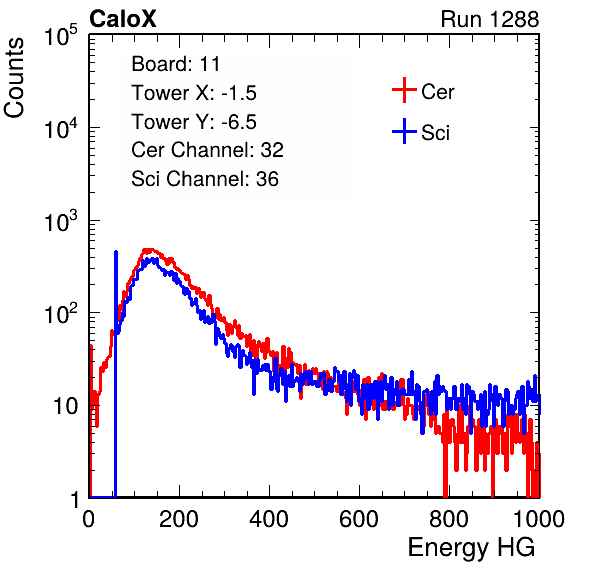 CaloX Run 1288
Counts
10^5
10^4
10^3
10^2
10
1
Board: 11
Tower X: -1.5
Tower Y: -6.5
Cer Channel: 32
Sci Channel: 36
Cer
Sci
0 200 400 600 800 1000
Energy HG